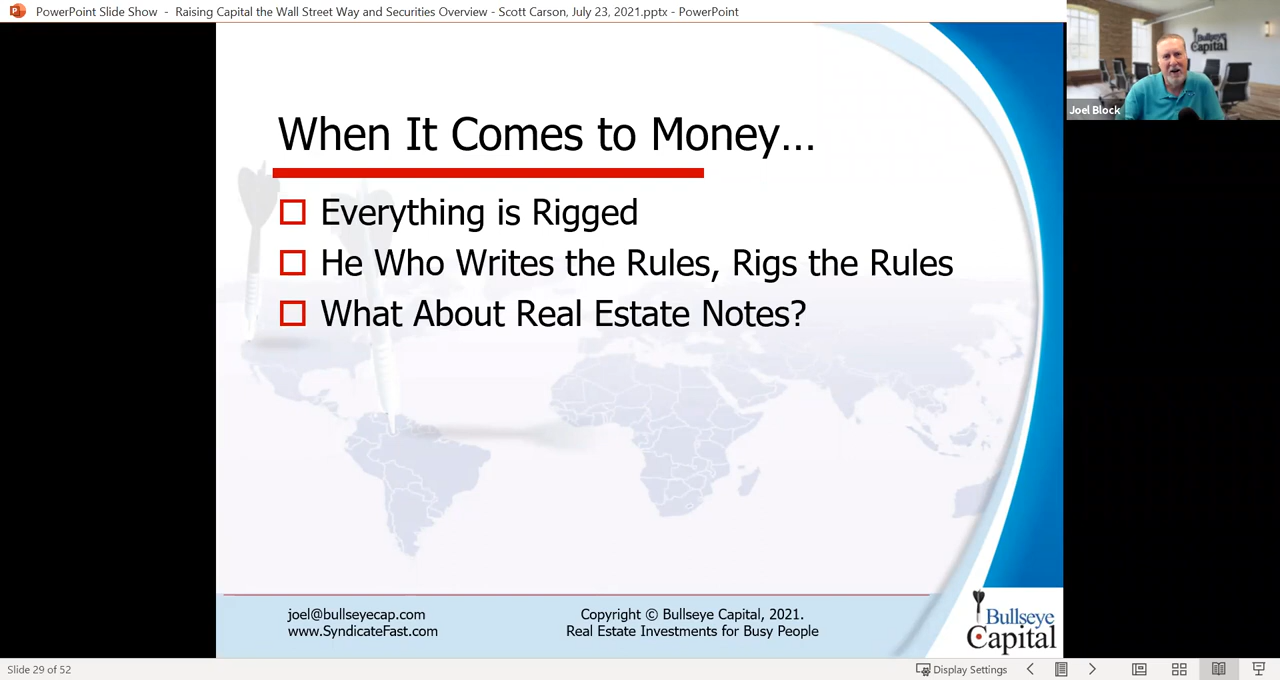 PowerPoint Slide Show - Raising Capital the Wall Street Way and Securities Overview - Scott Carson, July 23, 2021.pptx - PowerPoint
Bullseye
Capital
Joel Block
When It Comes to Money...
Everything is Rigged
He Who Writes the Rules, Rigs the Rules
What About Real Estate Notes?
joel@bullseyecap.com
www.SyndicateFast.com
Copyright © Bullseye Capital, 2021.
Real Estate Investments for Busy People
Bullseye
Capital
Slide 29 of 52
Display Settings